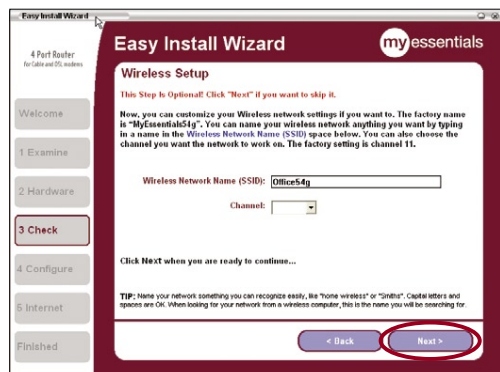 Easy Install Wizard
4 Port Router
for Cable and DSL modems
Easy Install Wizard
myessentials
Welcome
1 Examine
2 Hardware
3 Check
4 Configure
5 Internet
Finished
Wireless Setup
This Step Is Optional! Click "Next" if you want to skip it.
Now, you can customize your Wireless network settings if you want to. The factory name
is "MyEssentials54g". You can name your wireless network anything you want by typing
in a name in the Wireless Network Name (SSID) space below. You can also choose the
channel you want the network to work on. The factory setting is channel 11.
Wireless Network Name (SSID): Office54g
Channel:
Click Next when you are ready to continue...
TIP: Name your network something you can recognize easily, like "home wireless" or "Smiths". Capital letters and
spaces are OK. When looking for your network from a wireless computer, this is the name you will be searching for.
< Back
Next >